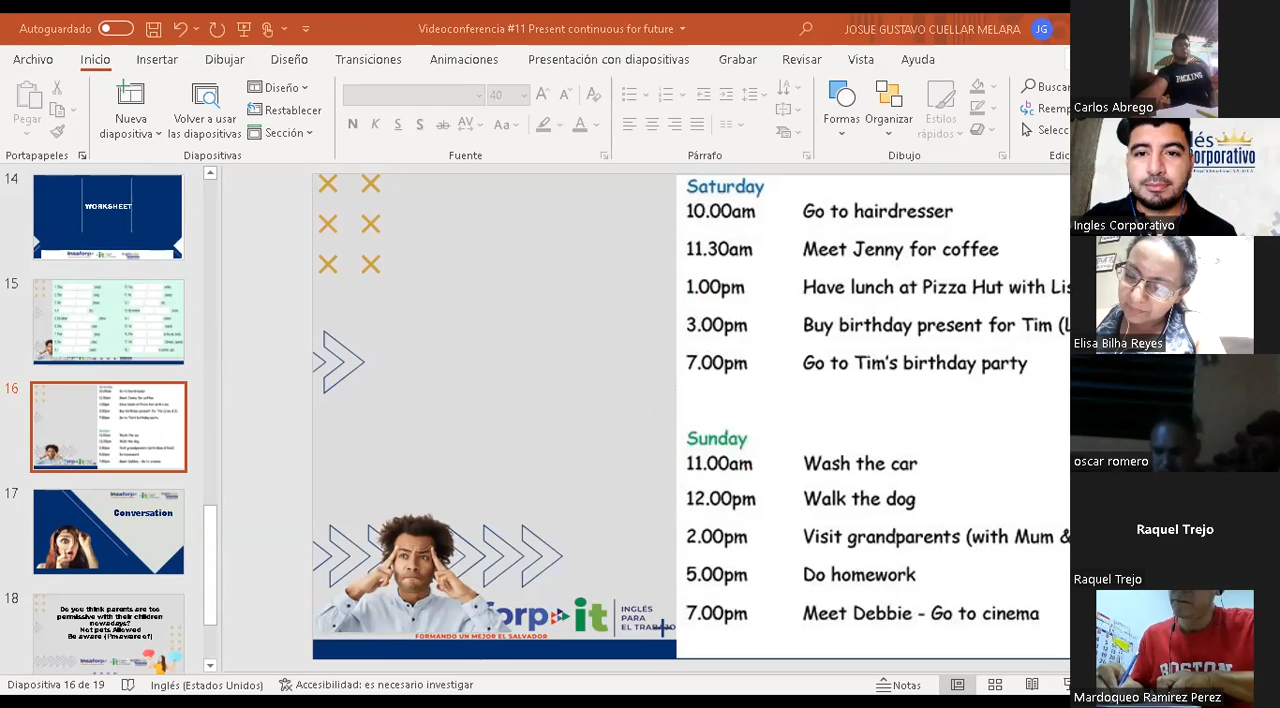 Autoguardado
Videoconferencia #11 Present continuous for future
JOSUE GUSTAVO CUELLAR MELARA
JG
Archivo
Inicio
Insertar
Dibujar
Diseño
Transiciones
Animaciones
Presentación con diapositivas
Grabar
Revisar
Vista
Ayuda
Pegar
Nueva
diapositiva
Volver a usar
las diapositivas
Diseño
Restablecer
Sección
40
Formas
Organizar
Estilos
rápidos
Portapapeles
Diapositivas
Fuente
Párrafo
Dibujo
14
WORKSHEET
15
16
17
Conversation
18
Do you think parents are too
permissive with their children
nowadays?
Not pets Allowed
Be aware (I'm aware of)
Saturday
10.00am Go to hairdresser
11.30am Meet Jenny for coffee
1.00pm Have lunch at Pizza Hut with
3.00pm Buy birthday present for Tim
7.00pm Go to Tim's birthday party
Sunday
11.00am Wash the car
12.00pm Walk the dog
2.00pm Visit grandparents (with Mum &
5.00pm Do homework
7.00pm Meet Debbie - Go to cinema
INGLÉS
PARA
EL TRABAJO
FORMANDO UN MEJOR EL SALVADOR
Diapositiva 16 de 19
Inglés (Estados Unidos)
Accesibilidad: es necesario investigar
Notas
PACKING
Carlos Abrego
Corporativo
Ingles Corporativo
Elisa Bilha Reyes
oscar romero
Raquel Trejo
Raquel Trejo
BOSTON
Mardoqueo Ramirez Perez